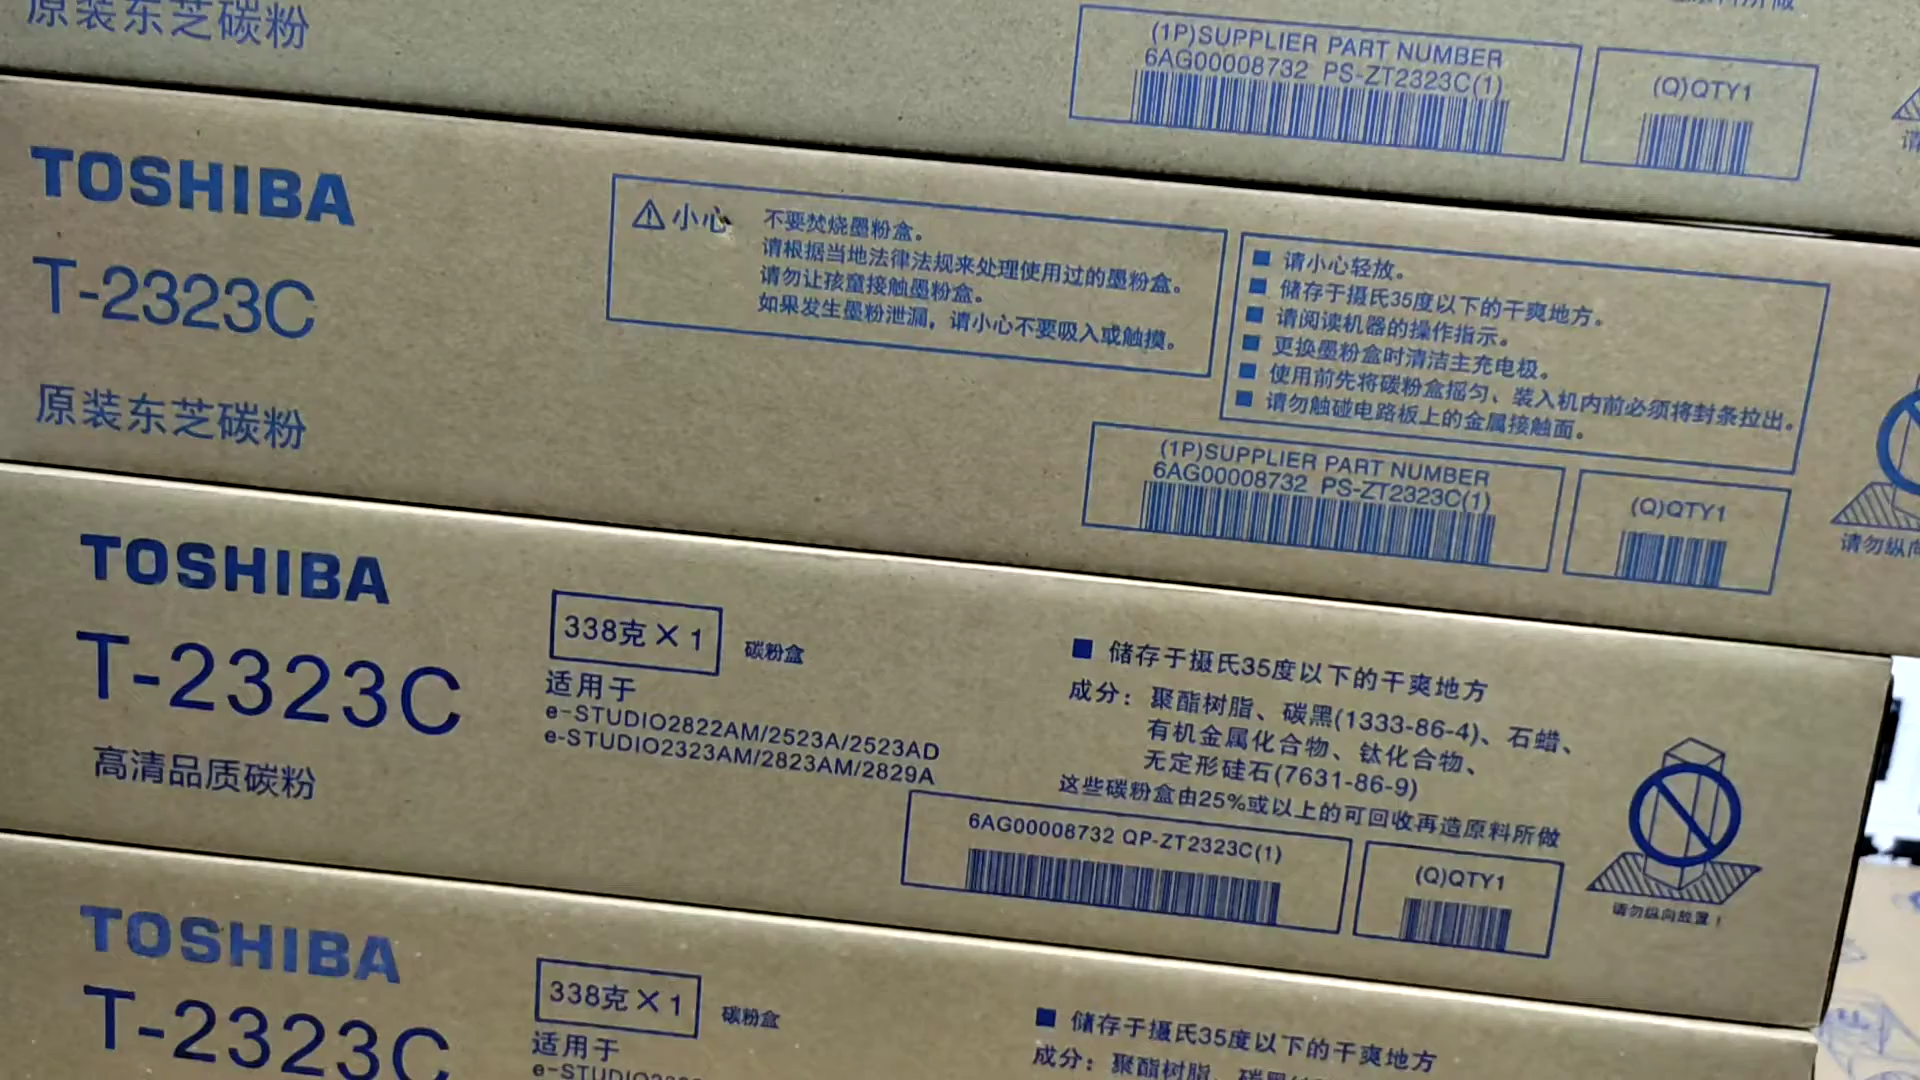 原装东芝碳粉
(1P)SUPPLIER PART NUMBER
6AG00008732 PS-ZT2323C(1)
(Q)QTY1
TOSHIBA
T-2323C
原装东芝碳粉
小心
不要焚烧墨粉盒。
请根据当地法律法规来处理使用过的墨粉盒。
请勿让孩童接触墨粉盒。
如果发生墨粉泄漏，请小心不要吸入或触摸。
■ 请小心轻放。
■ 储存于摄氏35度以下的干爽地方。
■ 请阅读机器的操作指示。
■ 更换墨粉盒时清洁主充电极。
■ 使用前先将碳粉盒摇匀、装入机内前必须将封条拉出。
■ 请勿触碰电路板上的金属接触面。
(1P)SUPPLIER PART NUMBER
6AG00008732 PS-ZT2323C(1)
(Q)QTY1
请勿纵向
TOSHIBA
T-2323C
高清品质碳粉
338克×1
碳粉盒
适用于
e-STUDIO2822AM/2523A/2523AD
e-STUDIO2323AM/2823AM/2829A
■ 储存于摄氏35度以下的干爽地方
成分：聚酯树脂、碳黑(1333-86-4)、石蜡、
有机金属化合物、钛化合物、
无定形硅石(7631-86-9)
这些碳粉盒由25%或以上的可回收再造原料所做
6AG00008732 QP-ZT2323C(1)
(Q)QTY1
请勿纵向放置！
TOSHIBA
T-2323C
338克×1
碳粉盒
适用于
■ 储存于摄氏35度以下的干爽地方
成分：聚酯树脂、碳黑